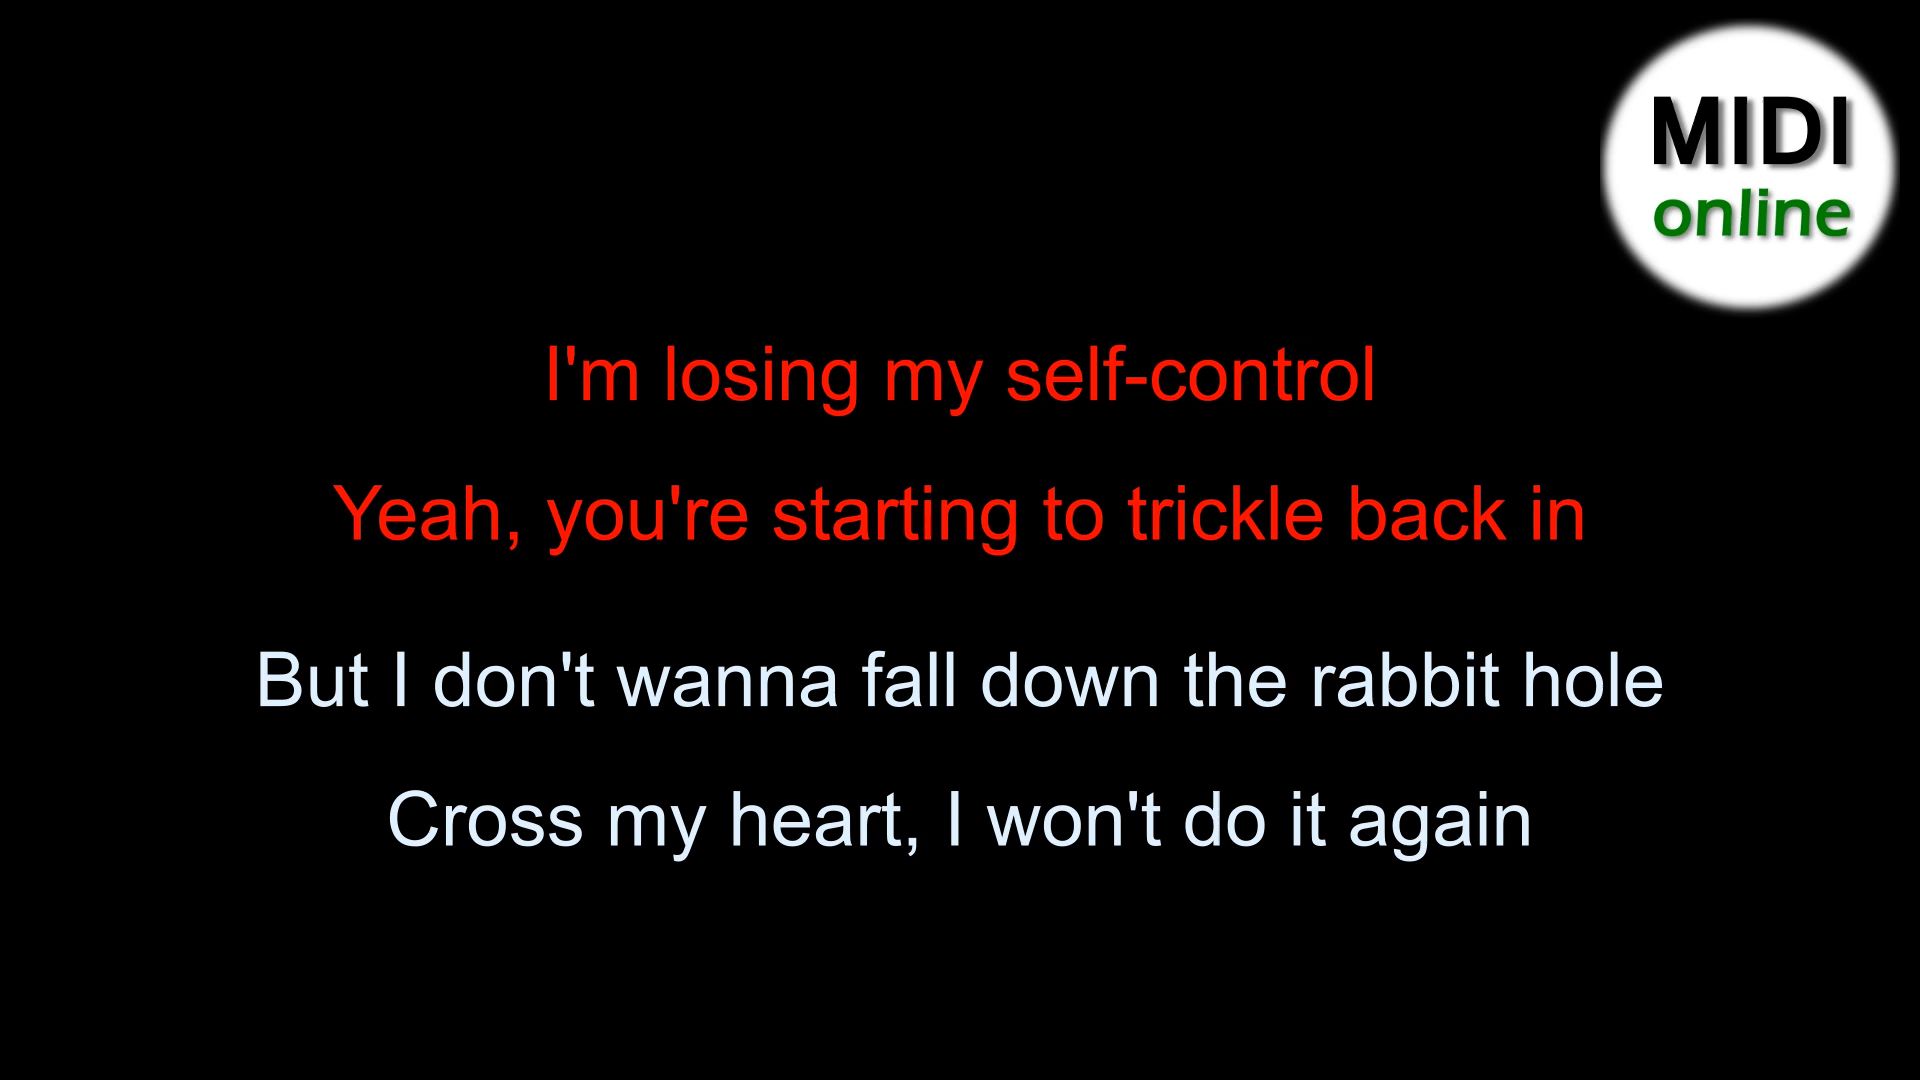 MIDI
online
I'm losing my self-control
Yeah, you're starting to trickle back in
But I don't wanna fall down the rabbit hole
Cross my heart, I won't do it again